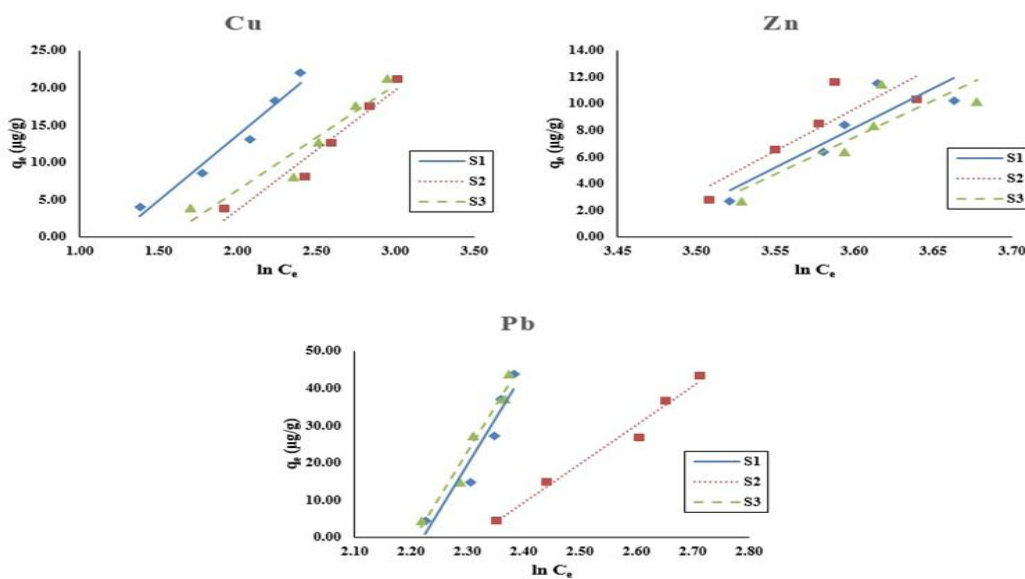 Cu
25.00
20.00
15.00
10.00
5.00
0.00
1.00 1.50 2.00 2.50 3.00 3.50
qe (µg/g)
ln Ce
S1
S2
S3
Zn
14.00
12.00
10.00
8.00
6.00
4.00
2.00
0.00
3.45 3.50 3.55 3.60 3.65 3.70
qe (µg/g)
ln Ce
S1
S2
S3
Pb
50.00
40.00
30.00
20.00
10.00
0.00
2.10 2.20 2.30 2.40 2.50 2.60 2.70 2.80
qe (µg/g)
ln Ce
S1
S2
S3